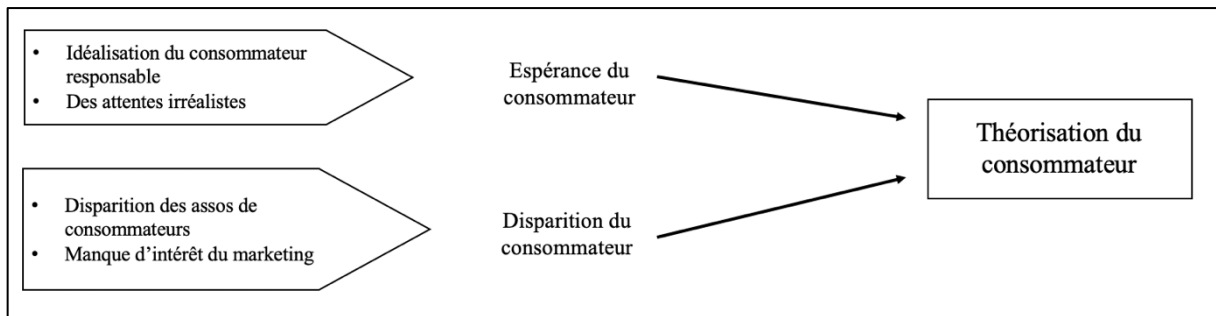 • Idéalisation du consommateur
responsable
• Des attentes irréalistes
Espérance du
consommateur
Théorisation du
consommateur
• Disparition des assos de
consommateurs
• Manque d'intérêt du marketing
Disparition du
consommateur